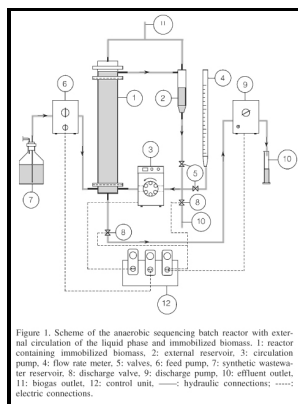 11
6
1
2
4
9
3
7
5
8
10
10
8
12
Figure 1. Scheme of the anaerobic sequencing batch reactor with exter-
nal circulation of the liquid phase and immobilized biomass. 1: reactor
containing immobilized biomass, 2: external reservoir, 3: circulation
pump, 4: flow rate meter, 5: valves, 6: feed pump, 7: synthetic wastewa-
ter reservoir, 8: discharge valve, 9: discharge pump, 10: effluent outlet,
11: biogas outlet, 12: control unit, ——: hydraulic connections; -----:
electric connections.